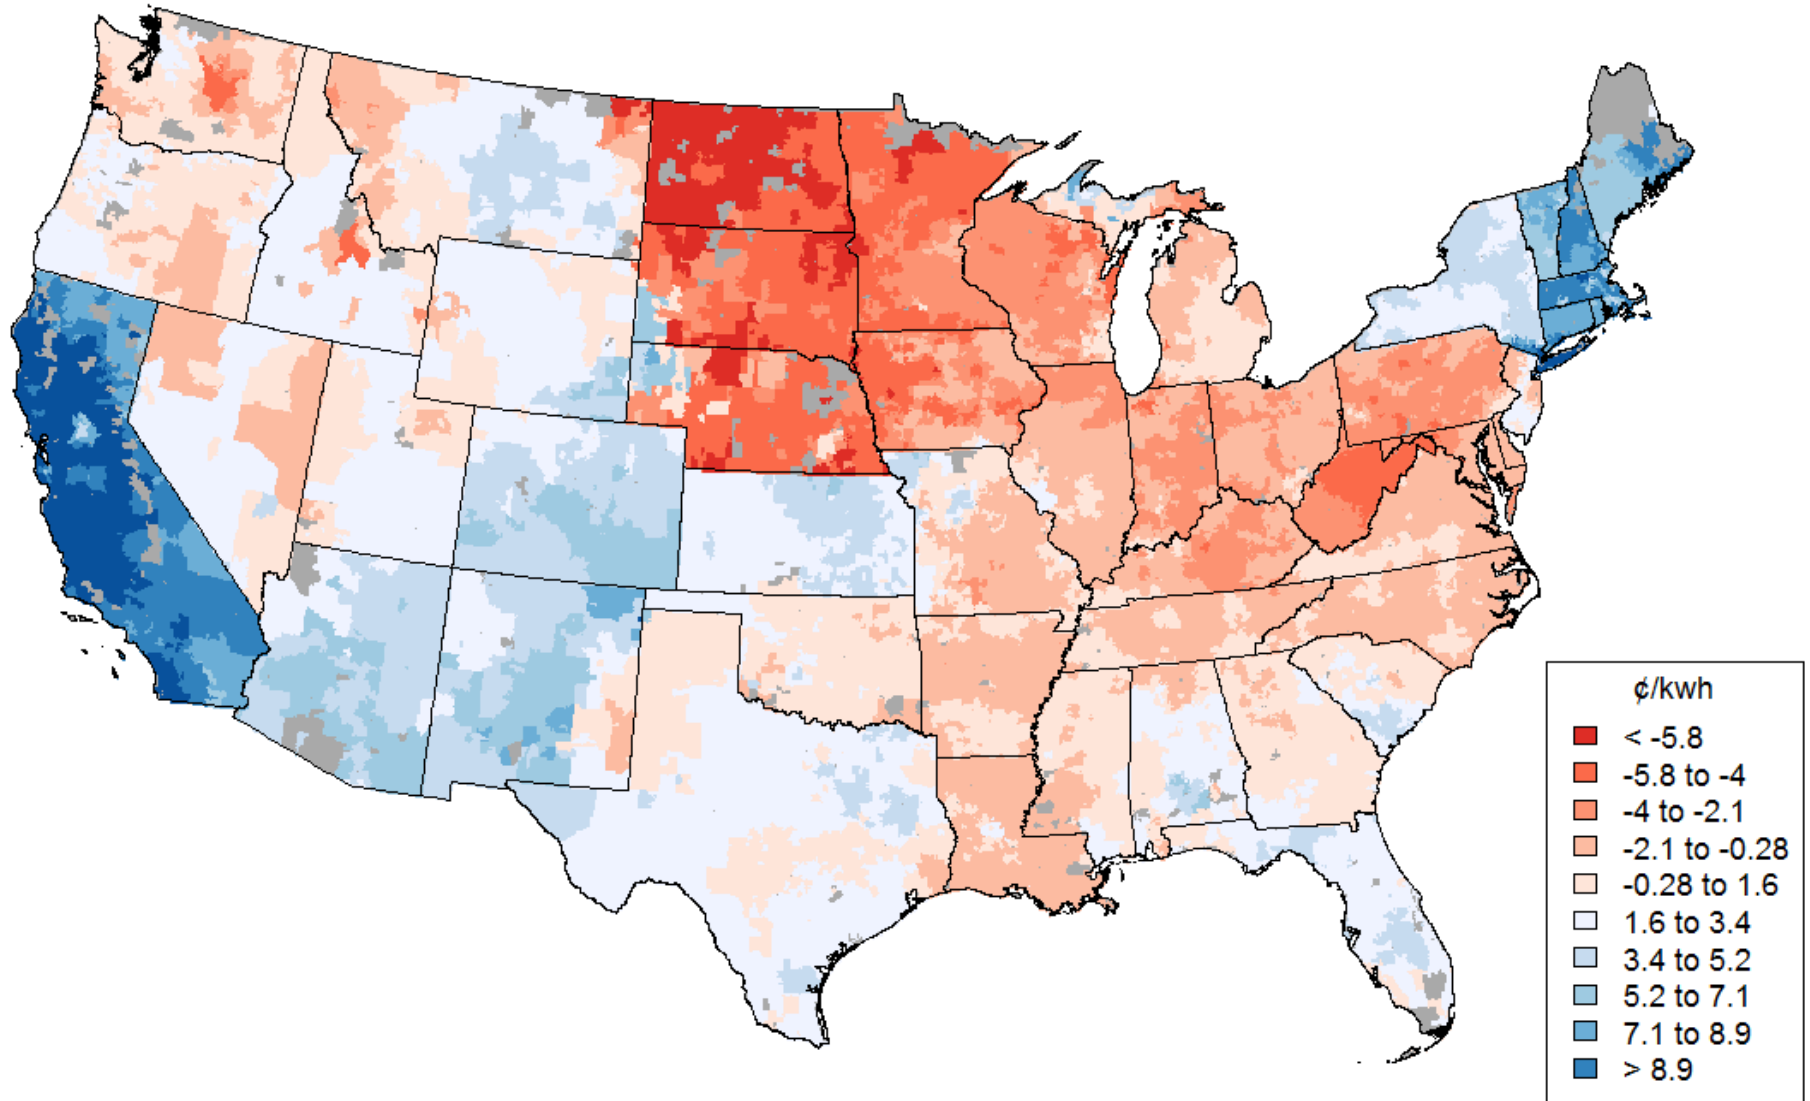 ¢/kwh
< -5.8
-5.8 to -4
-4 to -2.1
-2.1 to -0.28
-0.28 to 1.6
1.6 to 3.4
3.4 to 5.2
5.2 to 7.1
7.1 to 8.9
> 8.9